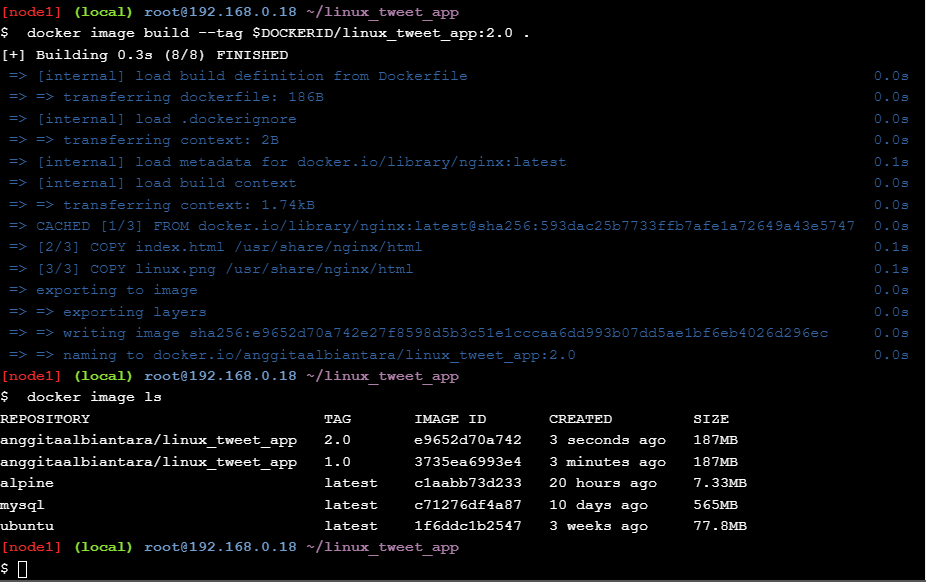 [node1] (local) root@192.168.0.18 ~/linux_tweet_app
$  docker image build --tag $DOCKERID/linux_tweet_app:2.0 .
[+] Building 0.3s (8/8) FINISHED
 => [internal] load build definition from Dockerfile 0.0s
 => => transferring dockerfile: 186B 0.0s
 => [internal] load .dockerignore 0.0s
 => => transferring context: 2B 0.0s
 => [internal] load metadata for docker.io/library/nginx:latest 0.1s
 => [internal] load build context 0.0s
 => => transferring context: 1.74kB 0.0s
 => CACHED [1/3] FROM docker.io/library/nginx:latest@sha256:593dac25b7733ffb7afe1a72649a43e5747 0.0s
 => [2/3] COPY index.html /usr/share/nginx/html 0.1s
 => [3/3] COPY linux.png /usr/share/nginx/html 0.1s
 => exporting to image 0.0s
 => => exporting layers 0.0s
 => => writing image sha256:e9652d70a742e27f8598d5b3c51e1cccaa6dd993b07dd5ae1bf6eb4026d296ec 0.0s
 => => naming to docker.io/anggitaalbiantara/linux_tweet_app:2.0 0.0s
[node1] (local) root@192.168.0.18 ~/linux_tweet_app
$  docker image ls
REPOSITORY TAG IMAGE ID CREATED SIZE
anggitaalbiantara/linux_tweet_app 2.0 e9652d70a742 3 seconds ago 187MB
anggitaalbiantara/linux_tweet_app 1.0 3735ea6993e4 3 minutes ago 187MB
alpine latest c1aabb73d233 20 hours ago 7.33MB
mysql latest c71276df4a87 10 days ago 565MB
ubuntu latest 1f6ddc1b2547 3 weeks ago 77.8MB
[node1] (local) root@192.168.0.18 ~/linux_tweet_app
$